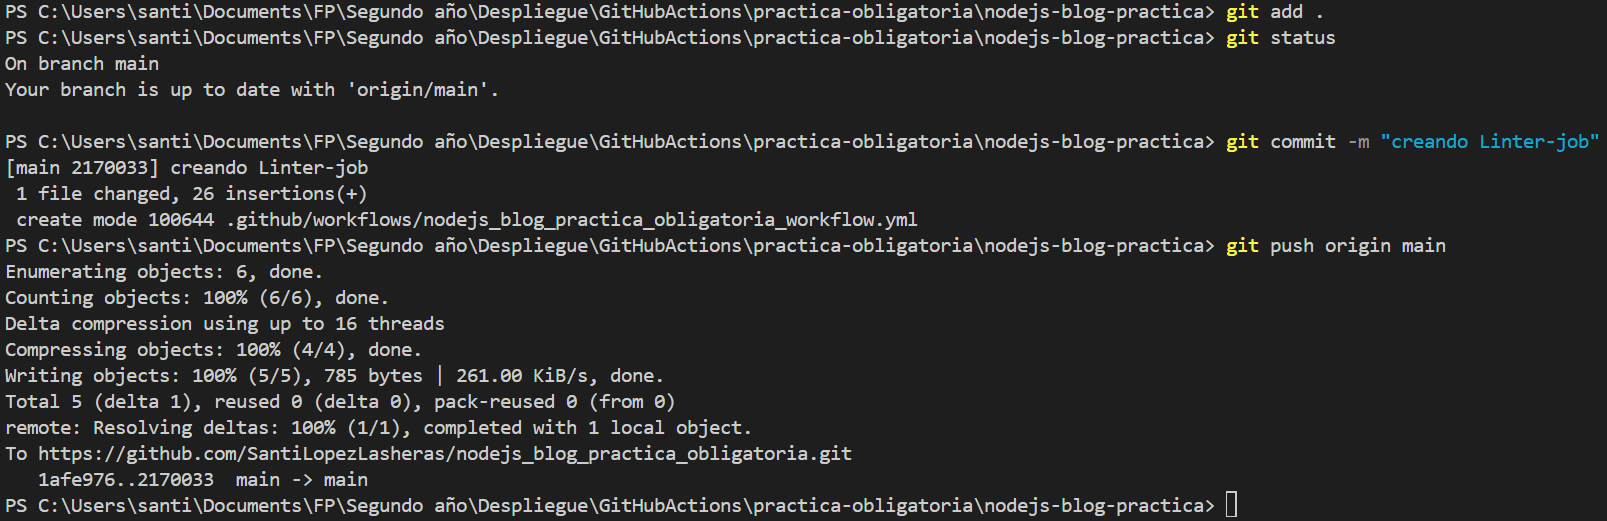 PS C:\Users\santi\Documents\FP\Segundo año\Despliegue\GitHubActions\practica-obligatoria\nodejs-blog-practica> git add .
PS C:\Users\santi\Documents\FP\Segundo año\Despliegue\GitHubActions\practica-obligatoria\nodejs-blog-practica> git status
On branch main
Your branch is up to date with 'origin/main'.
PS C:\Users\santi\Documents\FP\Segundo año\Despliegue\GitHubActions\practica-obligatoria\nodejs-blog-practica> git commit -m "creando Linter-job"
[main 2170033] creando Linter-job
 1 file changed, 26 insertions(+)
 create mode 100644 .github/workflows/nodejs_blog_practica_obligatoria_workflow.yml
PS C:\Users\santi\Documents\FP\Segundo año\Despliegue\GitHubActions\practica-obligatoria\nodejs-blog-practica> git push origin main
Enumerating objects: 6, done.
Counting objects: 100% (6/6), done.
Delta compression using up to 16 threads
Compressing objects: 100% (4/4), done.
Writing objects: 100% (5/5), 785 bytes | 261.00 KiB/s, done.
Total 5 (delta 1), reused 0 (delta 0), pack-reused 0 (from 0)
remote: Resolving deltas: 100% (1/1), completed with 1 local object.
To https://github.com/SantiLopezLasheras/nodejs_blog_practica_obligatoria.git
   1afe976..2170033  main -> main
PS C:\Users\santi\Documents\FP\Segundo año\Despliegue\GitHubActions\practica-obligatoria\nodejs-blog-practica>